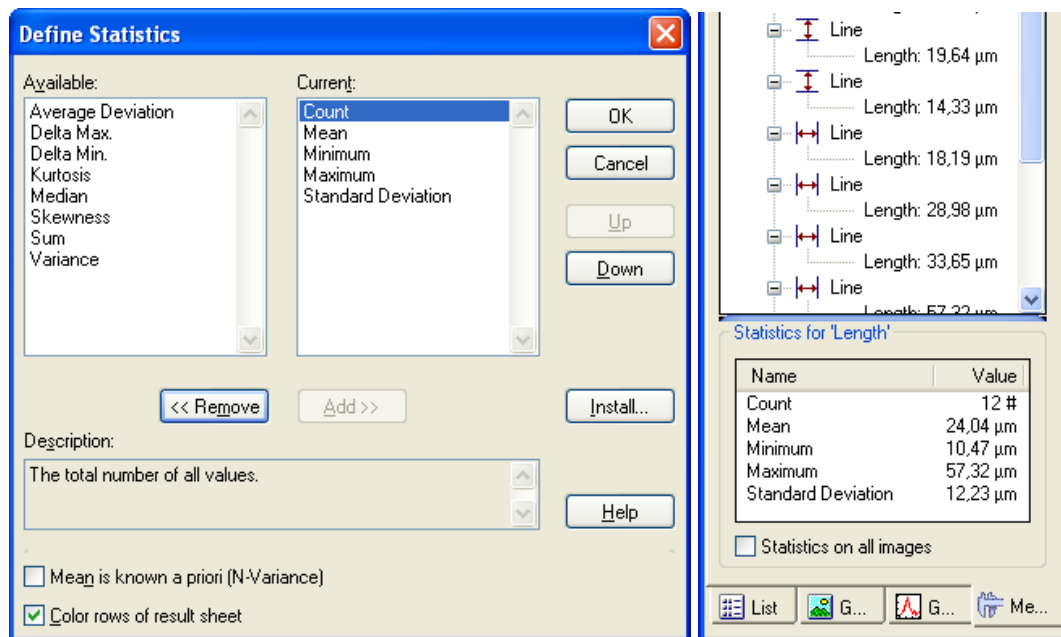 Define Statistics
Available:
Average Deviation
Delta Max.
Delta Min.
Kurtosis
Median
Skewness
Sum
Variance
Current:
Count
Mean
Minimum
Maximum
Standard Deviation
OK
Cancel
Up
Down
<< Remove
Add >>
Install...
Description:
The total number of all values.
Help
Mean is known a priori (N-Variance)
Color rows of result sheet
Line
Length: 19,64 µm
Line
Length: 14,33 µm
Line
Length: 18,19 µm
Line
Length: 28,98 µm
Line
Length: 33,65 µm
Line
Length: 57,32 µm
Statistics for 'Length'
Name Value
Count 12 #
Mean 24,04 µm
Minimum 10,47 µm
Maximum 57,32 µm
Standard Deviation 12,23 µm
Statistics on all images
List G... G... Me...